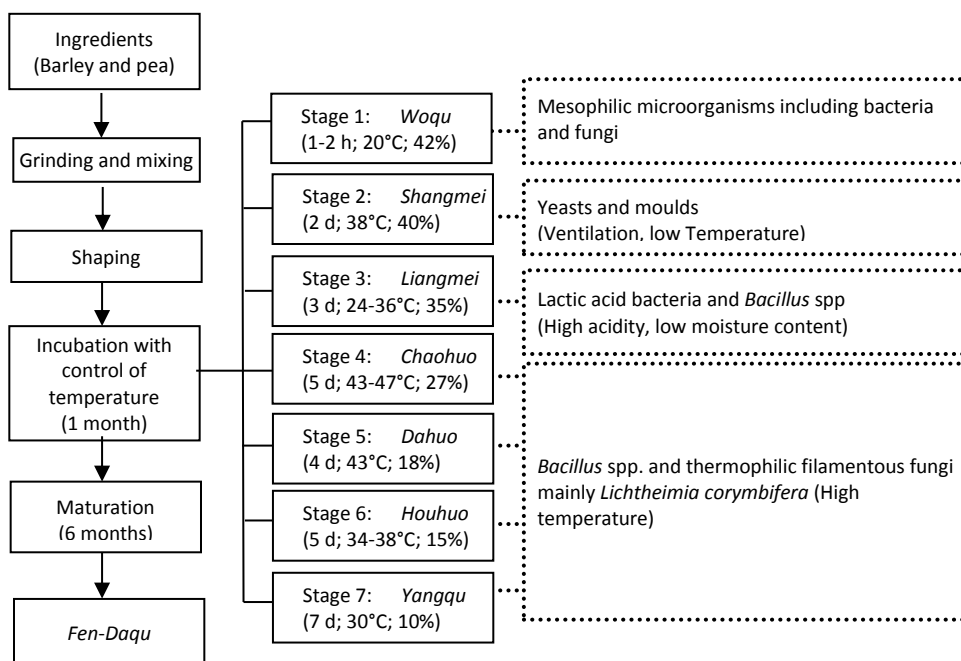 Ingredients
(Barley and pea)
Grinding and mixing
Shaping
Incubation with
control of
temperature
(1 month)
Maturation
(6 months)
Fen-Daqu
Stage 1: Woqu
(1-2 h; 20°C; 42%)
Stage 2: Shangmei
(2 d; 38°C; 40%)
Stage 3: Liangmei
(3 d; 24-36°C; 35%)
Stage 4: Chaohuo
(5 d; 43-47°C; 27%)
Stage 5: Dahuo
(4 d; 43°C; 18%)
Stage 6: Houhuo
(5 d; 34-38°C; 15%)
Stage 7: Yangqu
(7 d; 30°C; 10%)
Mesophilic microorganisms including bacteria
and fungi
Yeasts and moulds
(Ventilation, low Temperature)
Lactic acid bacteria and Bacillus spp
(High acidity, low moisture content)
Bacillus spp. and thermophilic filamentous fungi
mainly Lichtheimia corymbifera (High
temperature)